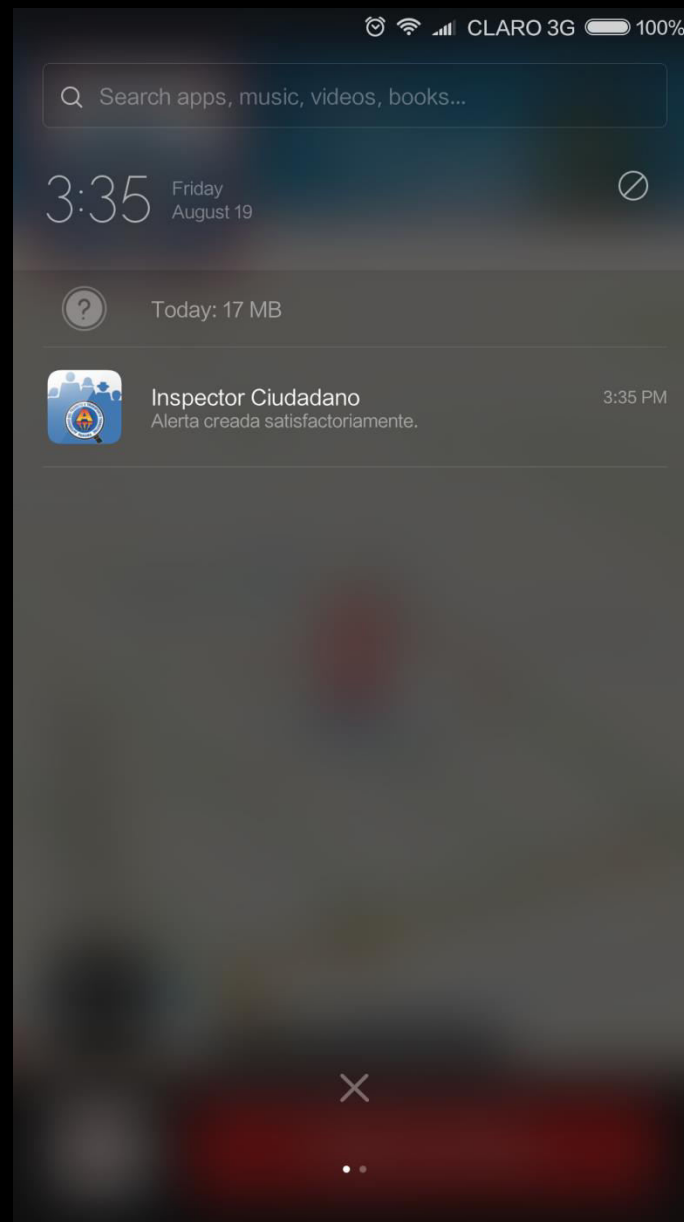 CLARO 3G 100%
Search apps, music, videos, books...
3:35 Friday
August 19
Today: 17 MB
Inspector Ciudadano 3:35 PM
Alerta creada satisfactoriamente.